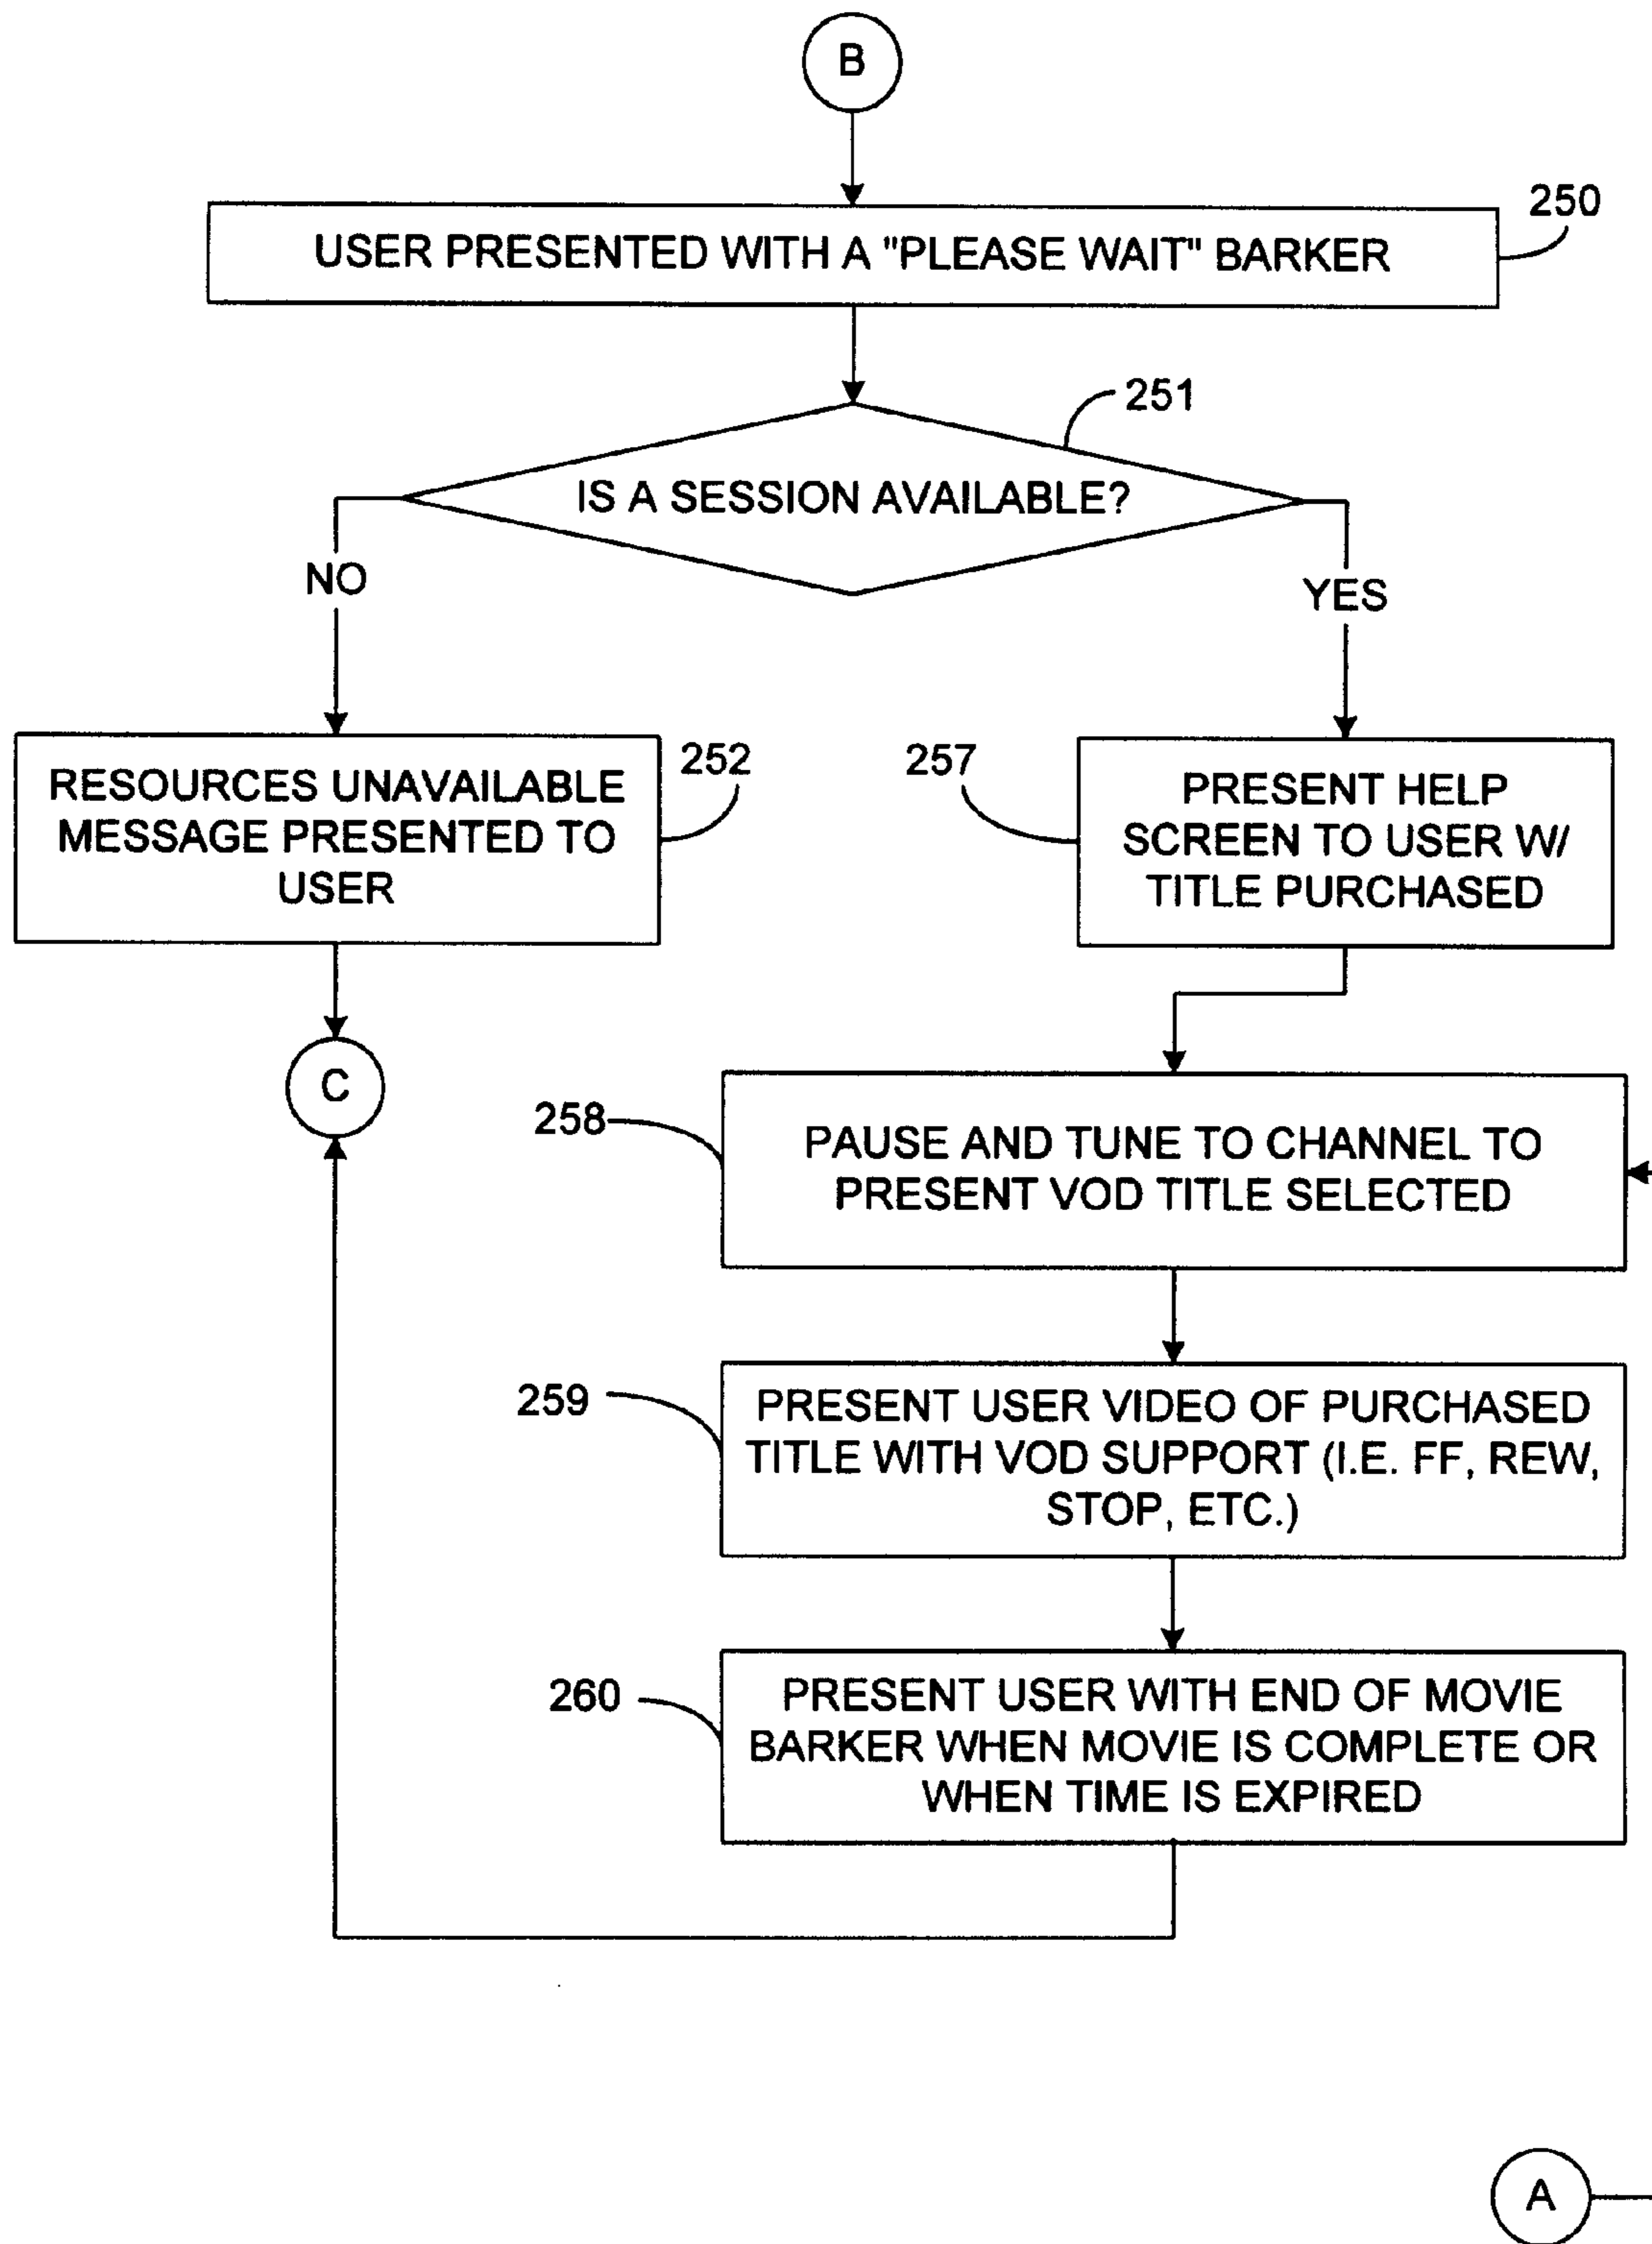 B
250
USER PRESENTED WITH A "PLEASE WAIT" BARKER
251
IS A SESSION AVAILABLE?
NO
YES
252
RESOURCES UNAVAILABLE
MESSAGE PRESENTED TO
USER
257
PRESENT HELP
SCREEN TO USER W/
TITLE PURCHASED
C
258
PAUSE AND TUNE TO CHANNEL TO
PRESENT VOD TITLE SELECTED
259
PRESENT USER VIDEO OF PURCHASED
TITLE WITH VOD SUPPORT (I.E. FF, REW,
STOP, ETC.)
260
PRESENT USER WITH END OF MOVIE
BARKER WHEN MOVIE IS COMPLETE OR
WHEN TIME IS EXPIRED
A